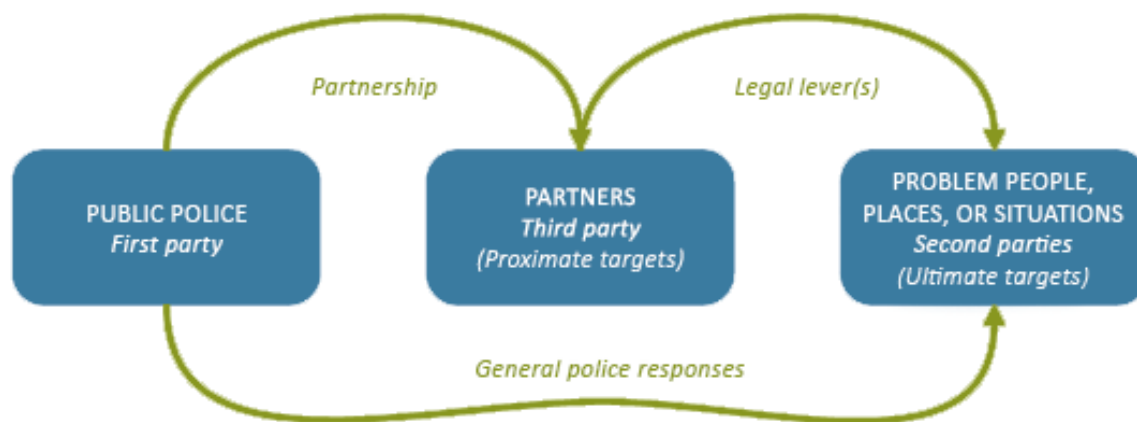 Partnership
Legal lever(s)
PUBLIC POLICE
First party
PARTNERS
Third party
(Proximate targets)
PROBLEM PEOPLE,
PLACES, OR SITUATIONS
Second parties
(Ultimate targets)
General police responses